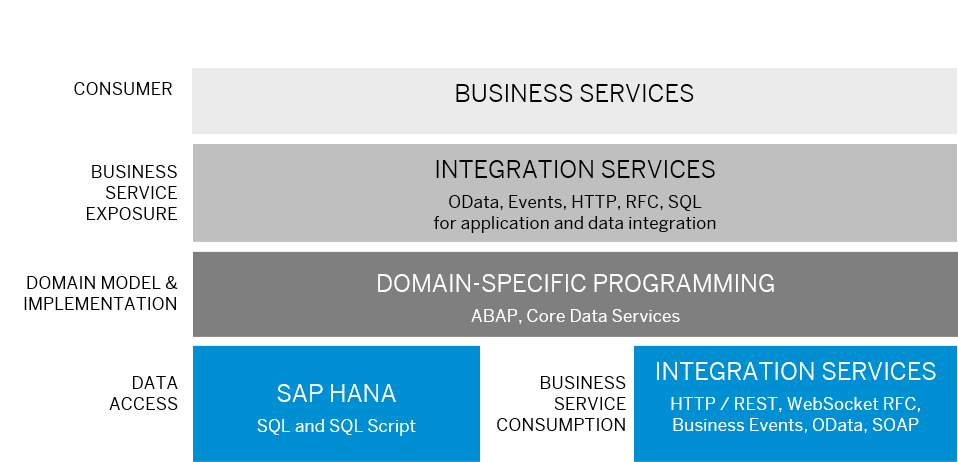 CONSUMER
BUSINESS SERVICES
BUSINESS
SERVICE
EXPOSURE
INTEGRATION SERVICES
OData, Events, HTTP, RFC, SQL
for application and data integration
DOMAIN MODEL &
IMPLEMENTATION
DOMAIN-SPECIFIC PROGRAMMING
ABAP, Core Data Services
DATA
ACCESS
SAP HANA
SQL and SQL Script
BUSINESS
SERVICE
CONSUMPTION
INTEGRATION SERVICES
HTTP / REST, WebSocket RFC,
Business Events, OData, SOAP